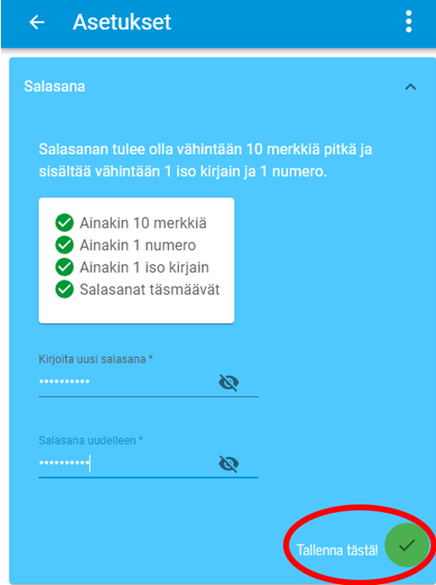 Asetukset
Salasana
Salasanan tulee olla vähintään 10 merkkiä pitkä ja
sisältää vähintään 1 iso kirjain ja 1 numero.
Ainakin 10 merkkiä
Ainakin 1 numero
Ainakin 1 iso kirjain
Salasanat täsmäävät
Kirjoita uusi salasana *
••••••••••
Salasana uudelleen *
••••••••••
Tallenna tästä!